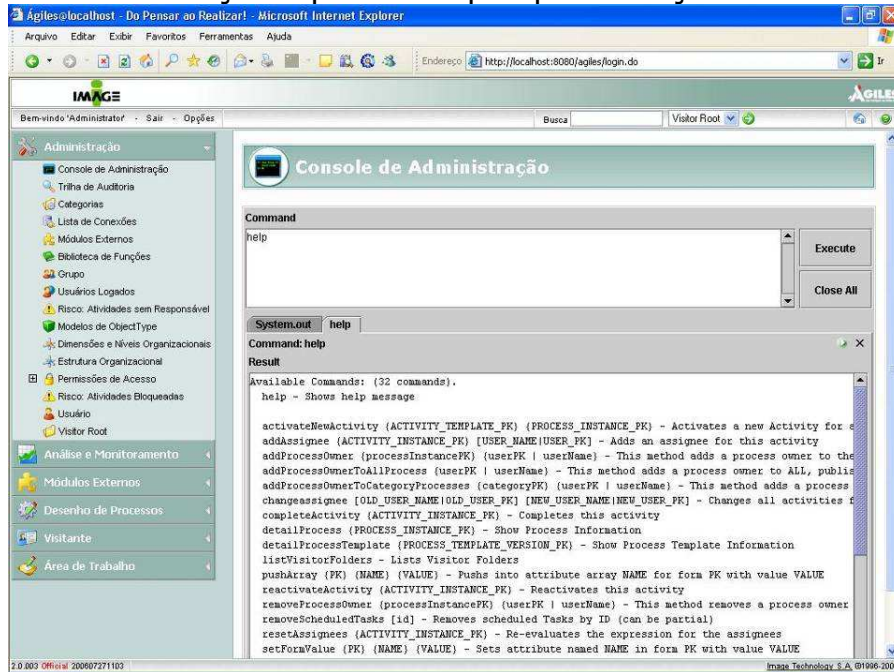 Ágiles@localhost - Do Pensar ao Realizar! - Microsoft Internet Explorer
Arquivo Editar Exibir Favoritos Ferramentas Ajuda
Endereço http://localhost:8080/agiles/login.do Ir
IMAGE ÁGILES
Bem-vindo 'Administrator' - Sair - Opções Busca Visitor Root
Administração
Console de Administração
Trilha de Auditoria
Categorias
Lista de Conexões
Módulos Externos
Biblioteca de Funções
Grupo
Usuários Logados
Risco: Atividades sem Responsável
Modelos de ObjectType
Dimensões e Níveis Organizacionais
Estrutura Organizacional
Permissões de Acesso
Risco: Atividades Bloqueadas
Usuário
Visitor Root
Análise e Monitoramento
Módulos Externos
Desenho de Processos
Visitante
Área de Trabalho
Console de Administração
Command
help
Execute
Close All
System.out help
Command: help
Result
Available Commands: (32 commands).
help - Shows help message
activateNewActivity (ACTIVITY_TEMPLATE_PK) (PROCESS_INSTANCE_PK) - Activates a new Activity for
addAssignee (ACTIVITY_INSTANCE_PK) [USER_NAME|USER_PK] - Adds an assignee for this activity
addProcessOwner (processInstancePK) (userPK | userName) - This method adds a process owner to the
addProcessOwnerToAllProcess (userPK | userName) - This method adds a process owner to ALL, publis
addProcessOwnerToCategoryProcesses (categoryPK) (userPK | userName) - This method adds a process
changeassignee [OLD_USER_NAME|OLD_USER_PK] [NEW_USER_NAME|NEW_USER_PK] - Changes all activities f
completeActivity (ACTIVITY_INSTANCE_PK) - Completes this activity
detailProcess (PROCESS_INSTANCE_PK) - Show Process Information
detailProcessTemplate (PROCESS_TEMPLATE_VERSION_PK) - Show Process Template Information
listVisitorFolders - Lists Visitor Folders
pushArray (PK) (NAME) (VALUE) - Pushs into attribute array NAME for form PK with value VALUE
reactivateActivity (ACTIVITY_INSTANCE_PK) - Reactivates this activity
removeProcessOwner (processInstancePK) (userPK | userName) - This method removes a process owner
removeScheduledTasks [id] - Removes scheduled Tasks by ID (can be partial)
resetAssignees (ACTIVITY_INSTANCE_PK) - Re-evaluates the expression for the assignees
setFormValue (PK) (NAME) (VALUE) - Sets attribute named NAME in form PK with value VALUE
2.0.003 Official 200607271103 Image Technology S.A.